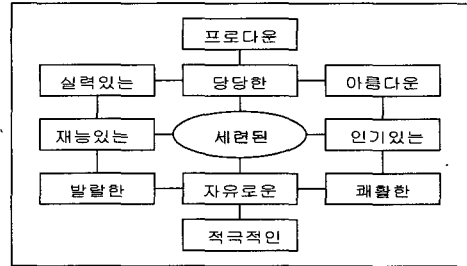 프로다운
실력있는 당당한 아름다운
재능있는 세련된 인기있는
발랄한 자유로운 쾌활한
적극적인